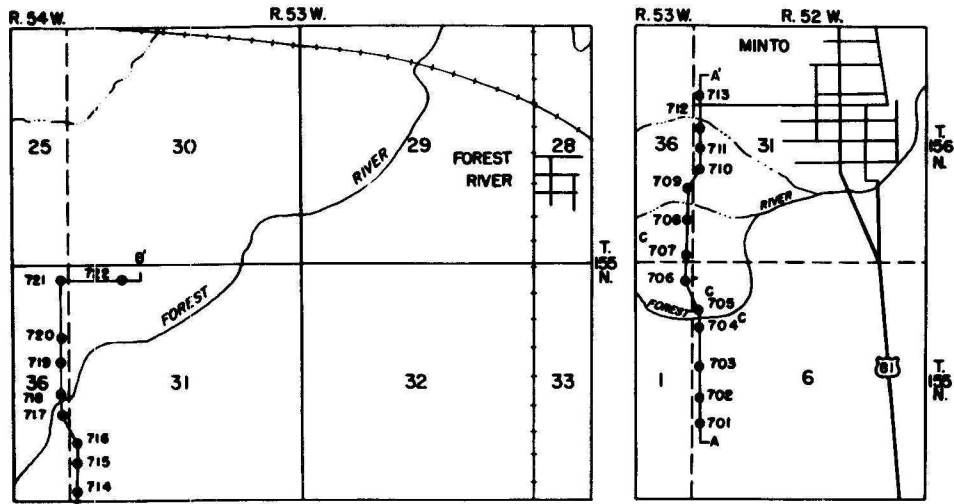 R. 54 W.
R. 53 W.
25
30
29
28
FOREST
RIVER
RIVER
T.
155
N.
B'
721
722
FOREST
720
719
36
31
32
33
718
717
716
715
714
R. 53 W.
R. 52 W.
MINTO
A'
713
712
36
711
31
T.
156
N.
710
709
RIVER
708
C
707
706
C
705
FOREST
704 C
703
1
6
81
T.
155
N.
702
701
A